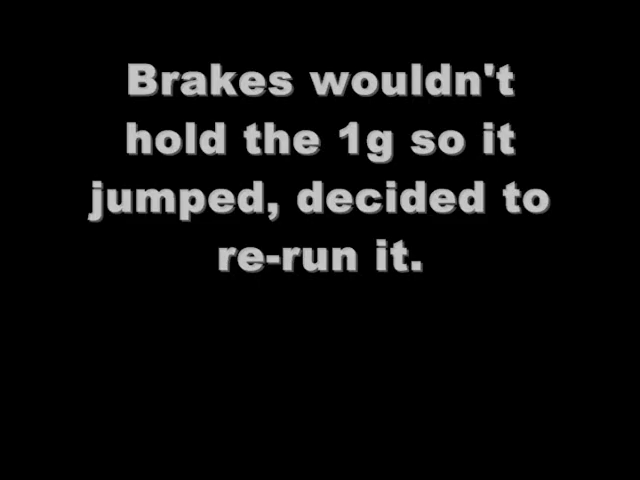 Brakes wouldn't
hold the 1g so it
jumped, decided to
re-run it.